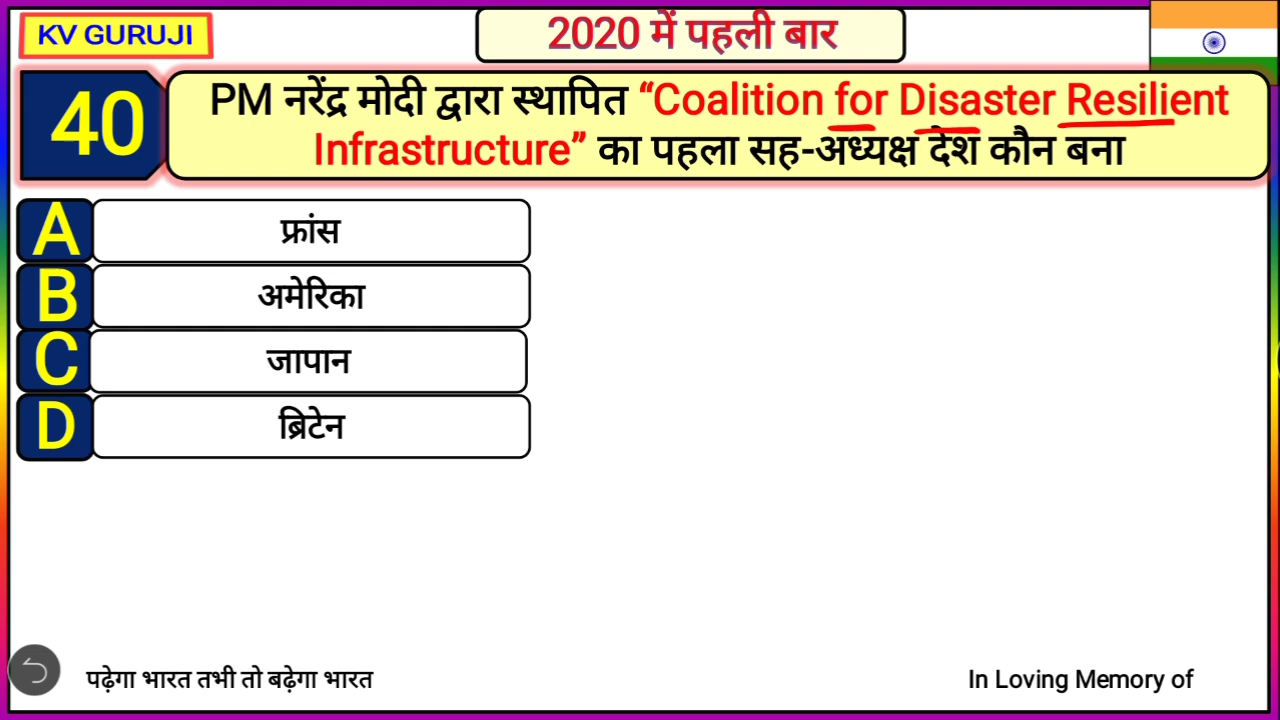 KV GURUJI
2020 में पहली बार
40
PM नरेंद्र मोदी द्वारा स्थापित “Coalition for Disaster Resilient
Infrastructure” का पहला सह-अध्यक्ष देश कौन बना
A फ्रांस
B अमेरिका
C जापान
D ब्रिटेन
पढ़ेगा भारत तभी तो बढ़ेगा भारत
In Loving Memory of